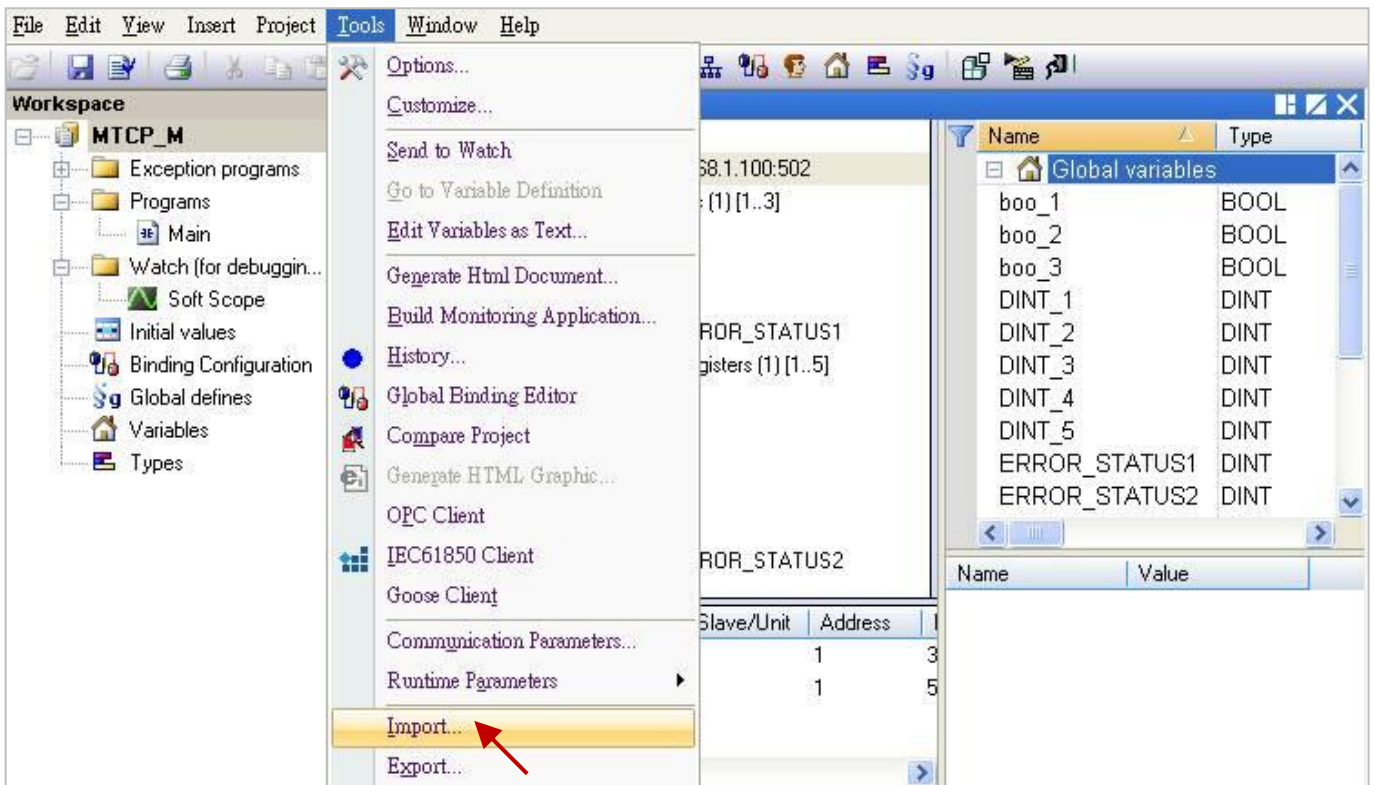 File Edit View Insert Project Tools Window Help
Workspace
MTCP_M
Exception programs
Programs
Main
Watch (for debuggin...
Soft Scope
Initial values
Binding Configuration
Global defines
Variables
Types
Options...
Customize...
Send to Watch
Go to Variable Definition
Edit Variables as Text...
Generate Html Document...
Build Monitoring Application...
History...
Global Binding Editor
Compare Project
Generate HTML Graphic...
OPC Client
IEC61850 Client
Goose Client
Communication Parameters...
Runtime Parameters
Import...
Export...
68.1.100:502
(1) [1..3]
ROR_STATUS1
gisters (1) [1..5]
ROR_STATUS2
Slave/Unit Address
1 3
1 5
Name Type
Global variables
boo_1 BOOL
boo_2 BOOL
boo_3 BOOL
DINT_1 DINT
DINT_2 DINT
DINT_3 DINT
DINT_4 DINT
DINT_5 DINT
ERROR_STATUS1 DINT
ERROR_STATUS2 DINT
Name Value